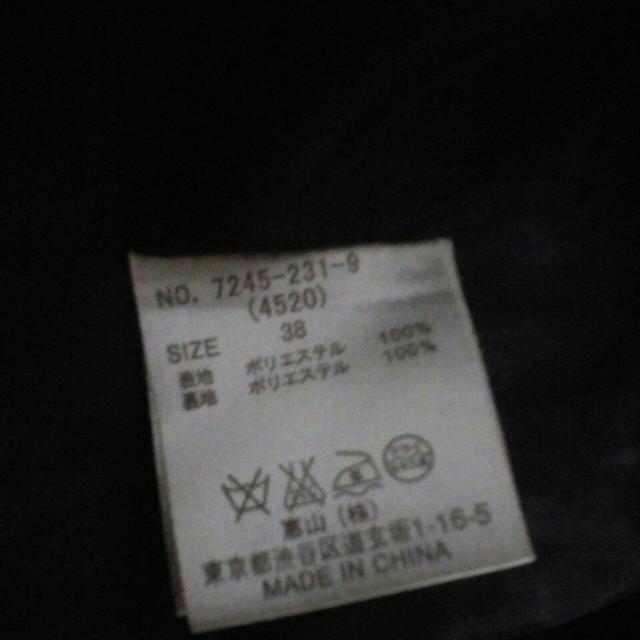 NO. 7245-231-9
(4520)
SIZE 38
表地 ポリエステル 100%
裏地 ポリエステル 100%
山(株)
東京都渋谷区道玄坂1-16-5
MADE IN CHINA